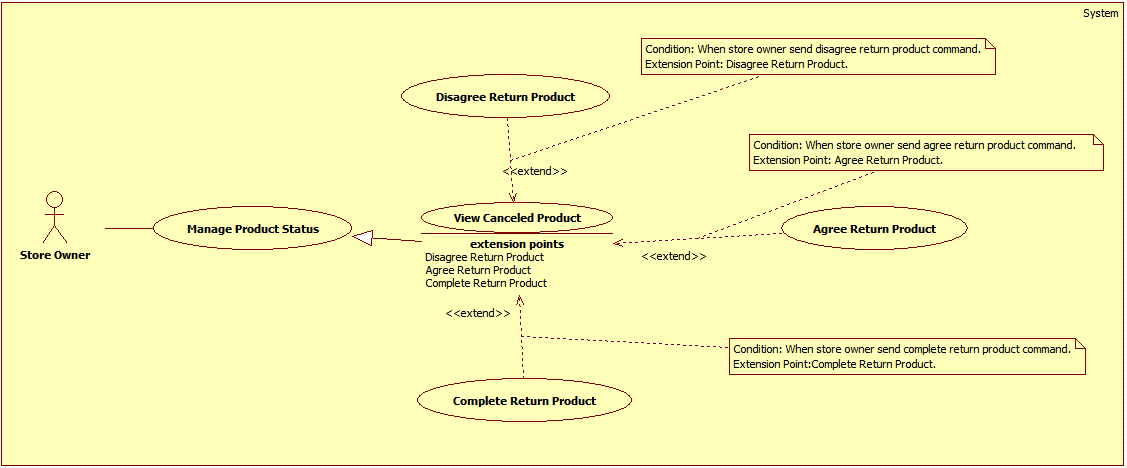 System
Condition: When store owner send disagree return product command.
Extension Point: Disagree Return Product.
Disagree Return Product
Condition: When store owner send agree return product command.
Extension Point: Agree Return Product.
<<extend>>
View Canceled Product
Manage Product Status
Agree Return Product
extension points
Disagree Return Product
Agree Return Product
Complete Return Product
Store Owner
<<extend>>
<<extend>>
Condition: When store owner send complete return product command.
Extension Point:Complete Return Product.
Complete Return Product